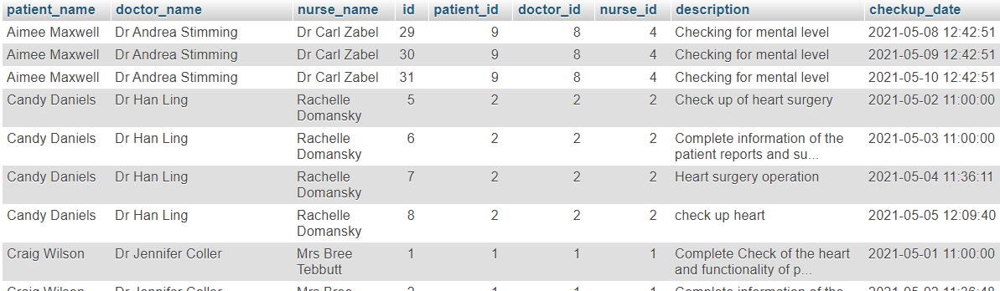 patient_name doctor_name nurse_name id patient_id doctor_id nurse_id description checkup_date
Aimee Maxwell Dr Andrea Stimming Dr Carl Zabel 29 9 8 4 Checking for mental level 2021-05-08 12:42:51
Aimee Maxwell Dr Andrea Stimming Dr Carl Zabel 30 9 8 4 Checking for mental level 2021-05-09 12:42:51
Aimee Maxwell Dr Andrea Stimming Dr Carl Zabel 31 9 8 4 Checking for mental level 2021-05-10 12:42:51
Candy Daniels Dr Han Ling Rachelle 5 2 2 2 Check up of heart surgery 2021-05-02 11:00:00
Domansky
Candy Daniels Dr Han Ling Rachelle 6 2 2 2 Complete information of the 2021-05-03 11:00:00
Domansky patient reports and su...
Candy Daniels Dr Han Ling Rachelle 7 2 2 2 Heart surgery operation 2021-05-04 11:36:11
Domansky
Candy Daniels Dr Han Ling Rachelle 8 2 2 2 check up heart 2021-05-05 12:09:40
Domansky
Craig Wilson Dr Jennifer Coller Mrs Bree 1 1 1 1 Complete Check of the heart 2021-05-01 11:00:00
Tebbutt and functionality of p...
Craig Wilson Dr Jennifer Coller Mrs Bree 2 1 1 1 Complete information of the